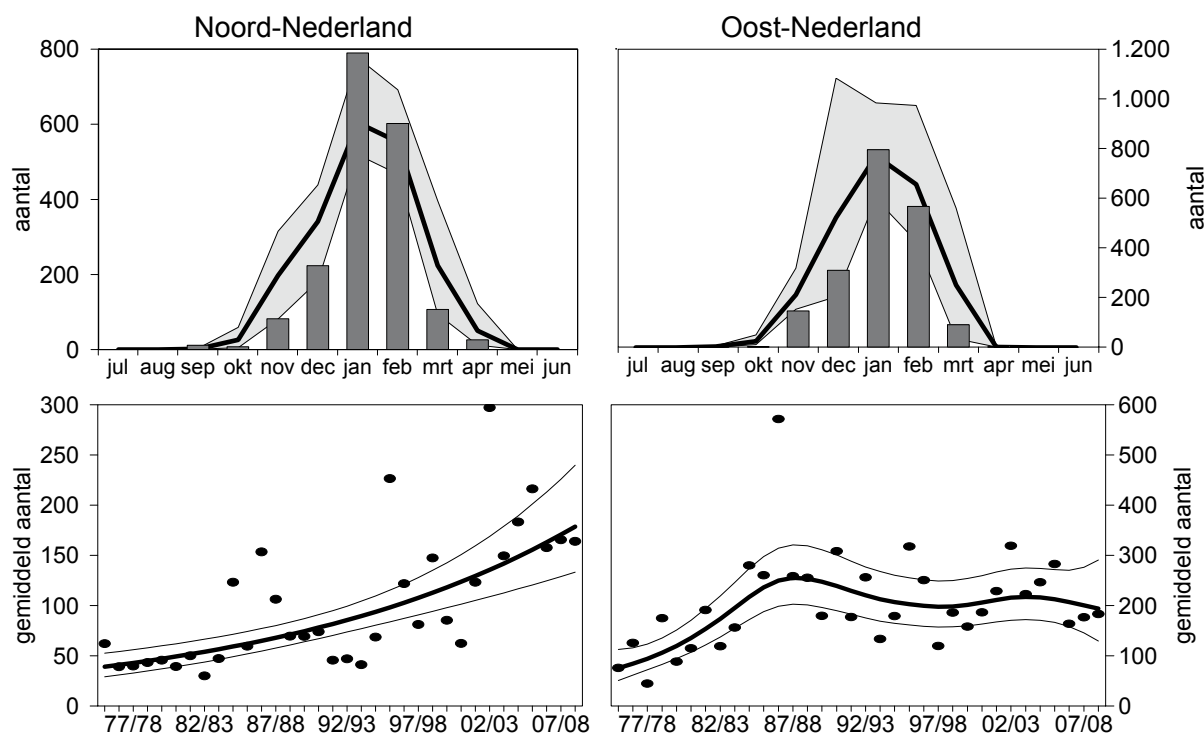 Noord-Nederland
Oost-Nederland
800
600
400
200
0
aantal
jul aug sep okt nov dec jan feb mrt apr mei jun
1.200
1.000
800
600
400
200
0
aantal
jul aug sep okt nov dec jan feb mrt apr mei jun
300
250
200
150
100
50
0
gemiddeld aantal
77/78 82/83 87/88 92/93 97/98 02/03 07/08
600
500
400
300
200
100
0
gemiddeld aantal
77/78 82/83 87/88 92/93 97/98 02/03 07/08